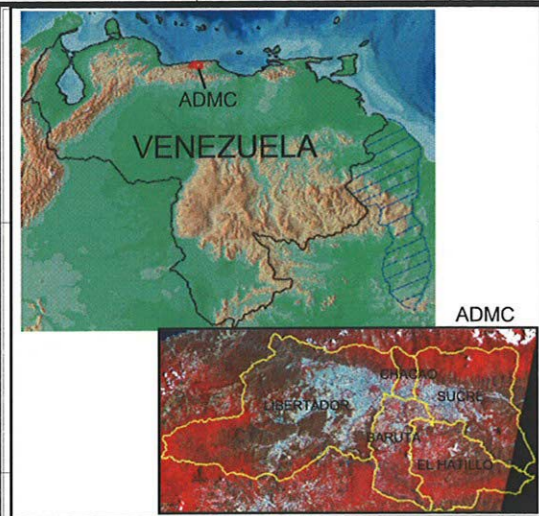 ADMC
VENEZUELA
ADMC
CHACAO
SUCRE
LIBERTADOR
BARUTA
EL HATILLO